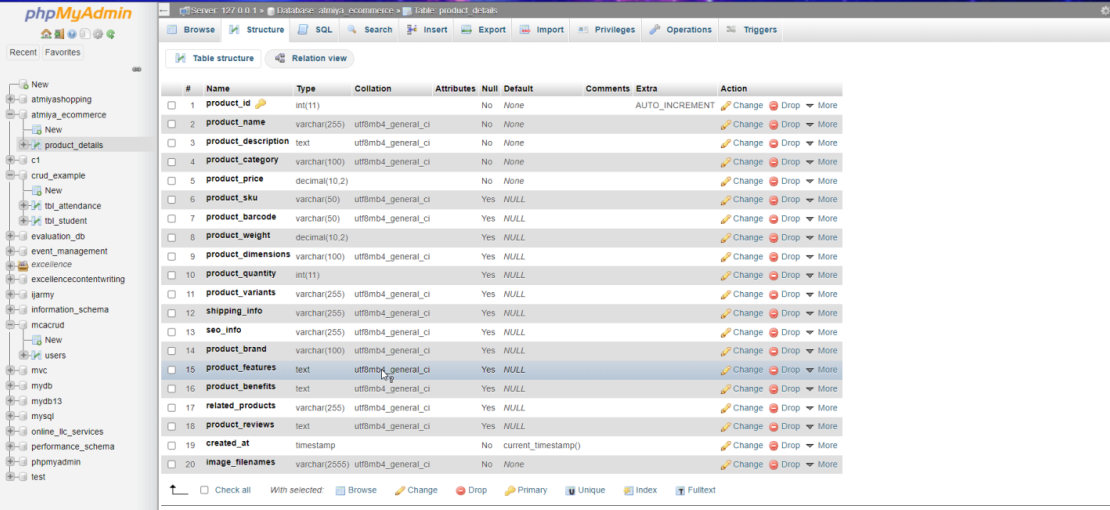 phpMyAdmin
Recent Favorites
New
atmiyashopping
atmiya_ecommerce
New
product_details
c1
crud_example
New
tbl_attendance
tbl_student
evaluation_db
event_management
excellence
excellencecontentwriting
ijarmy
information_schema
mcacrud
New
users
mvc
mydb
mydb13
mysql
online_llc_services
performance_schema
phpmyadmin
test
Server: 127.0.0.1 » Database: atmiya_ecommerce » Table: product_details
Browse Structure SQL Search Insert Export Import Privileges Operations Triggers
Table structure Relation view
# Name Type Collation Attributes Null Default Comments Extra Action
1 product_id int(11) No None AUTO_INCREMENT Change Drop More
2 product_name varchar(255) utf8mb4_general_ci No None Change Drop More
3 product_description text utf8mb4_general_ci No None Change Drop More
4 product_category varchar(100) utf8mb4_general_ci No None Change Drop More
5 product_price decimal(10,2) No None Change Drop More
6 product_sku varchar(50) utf8mb4_general_ci Yes NULL Change Drop More
7 product_barcode varchar(50) utf8mb4_general_ci Yes NULL Change Drop More
8 product_weight decimal(10,2) Yes NULL Change Drop More
9 product_dimensions varchar(100) utf8mb4_general_ci Yes NULL Change Drop More
10 product_quantity int(11) Yes NULL Change Drop More
11 product_variants varchar(255) utf8mb4_general_ci Yes NULL Change Drop More
12 shipping_info varchar(255) utf8mb4_general_ci Yes NULL Change Drop More
13 seo_info varchar(255) utf8mb4_general_ci Yes NULL Change Drop More
14 product_brand varchar(100) utf8mb4_general_ci Yes NULL Change Drop More
15 product_features text utf8mb4_general_ci Yes NULL Change Drop More
16 product_benefits text utf8mb4_general_ci Yes NULL Change Drop More
17 related_products varchar(255) utf8mb4_general_ci Yes NULL Change Drop More
18 product_reviews text utf8mb4_general_ci Yes NULL Change Drop More
19 created_at timestamp No current_timestamp() Change Drop More
20 image_filenames varchar(2555) utf8mb4_general_ci No None Change Drop More
Check all With selected: Browse Change Drop Primary Unique Index Fulltext